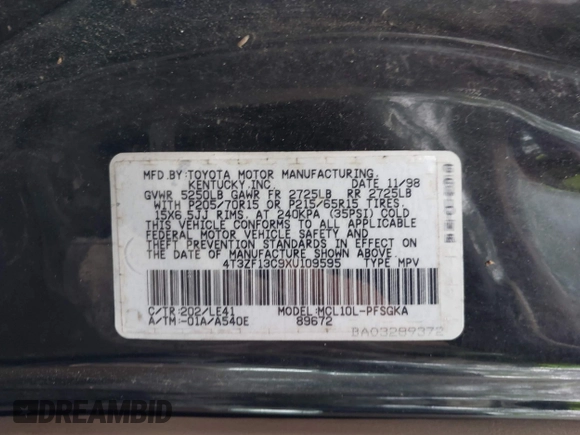 MFD.BY:TOYOTA MOTOR MANUFACTURING,
KENTUCKY,INC. DATE 11/98
GVWR 5250LB GAWR FR 2725LB RR 2725LB
WITH P205/70R15 OR P215/65R15 TIRES,
15X6.5JJ RIMS, AT 240KPA (35PSI) COLD
THIS VEHICLE CONFORMS TO ALL APPLICABLE
FEDERAL MOTOR VEHICLE SAFETY AND
THEFT PREVENTION STANDARDS IN EFFECT ON
THE DATE OF MANUFACTURE SHOWN ABOVE.
4T3ZF13C9XU109595 TYPE MPV
C/TR:202/LE41 MODEL:MCL10L-PFSGKA
A/TM:-01A/A540E 89672
BA03289372
DREAMBID